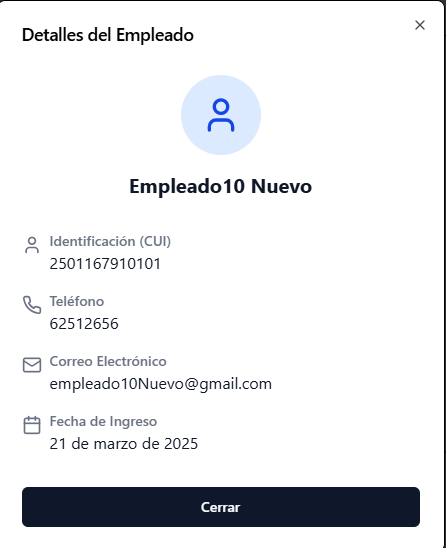 Detalles del Empleado
Empleado10 Nuevo
Identificación (CUI)
2501167910101
Teléfono
62512656
Correo Electrónico
empleado10Nuevo@gmail.com
Fecha de Ingreso
21 de marzo de 2025
Cerrar